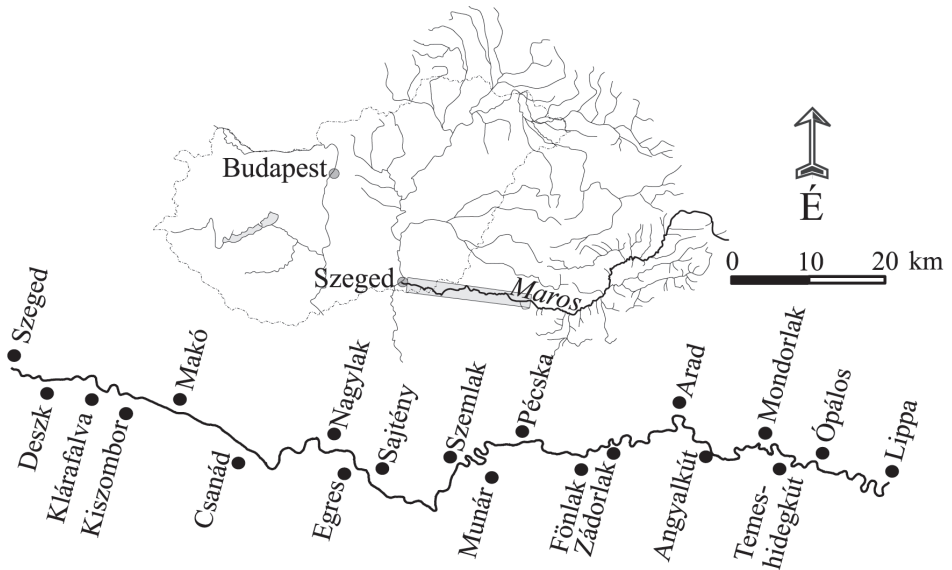 Budapest
É
Szeged
Maros
0 10 20 km
Szeged
Deszk
Klárafalva
Kiszombor
Makó
Csanád
Nagylak
Egres
Sajtény
Szemlak
Munár
Pécska
Fönlak
Zádorlak
Arad
Angyalkút
Mondorlak
Temes-
hidegkút
Ópálos
Lippa